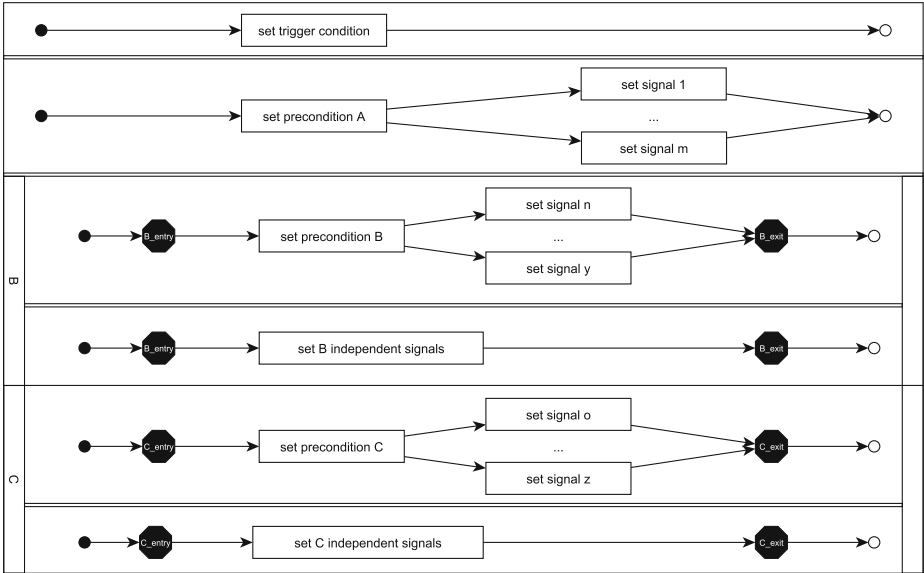 set trigger condition
set signal 1
set precondition A
...
set signal m
B
set signal n
B_entry
set precondition B
...
B_exit
set signal y
B_entry
set B independent signals
B_exit
C
set signal o
C_entry
set precondition C
...
C_exit
set signal z
C_entry
set C independent signals
C_exit